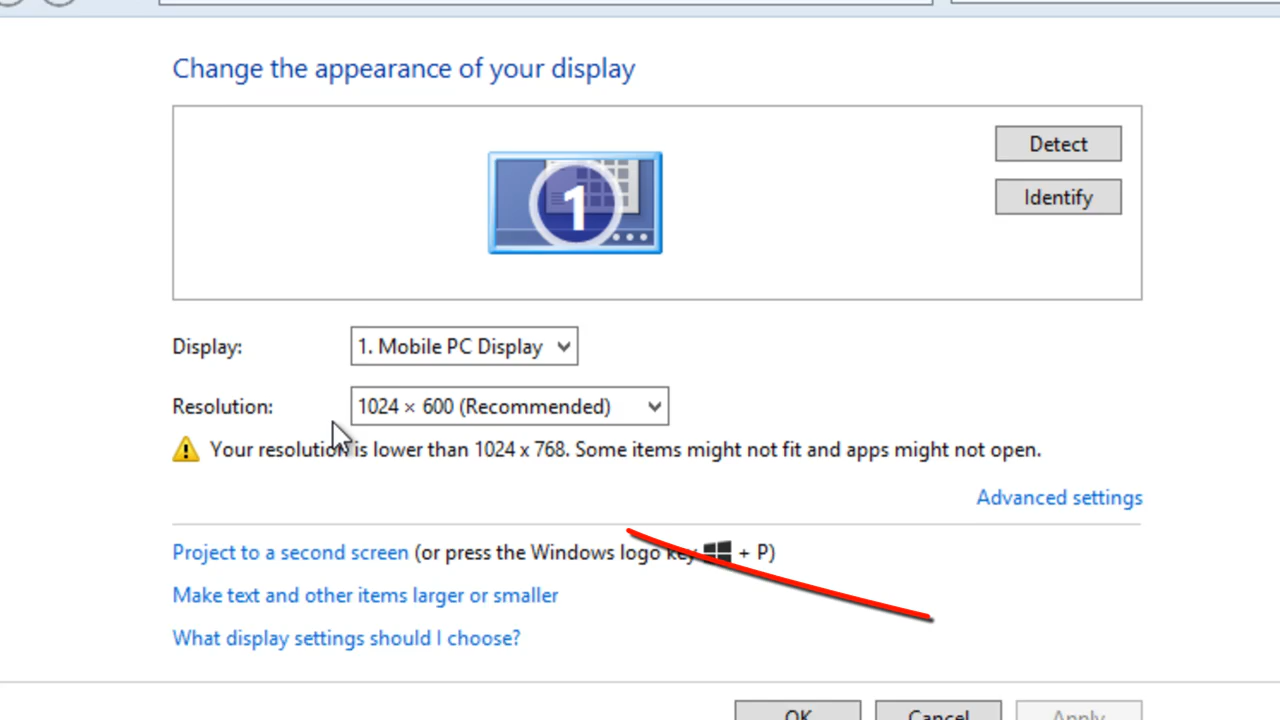 Change the appearance of your display
1
Detect
Identify
Display:
1. Mobile PC Display
Resolution:
1024 × 600 (Recommended)
Your resolution is lower than 1024 x 768. Some items might not fit and apps might not open.
Advanced settings
Project to a second screen (or press the Windows logo key + P)
Make text and other items larger or smaller
What display settings should I choose?
OK
Cancel
Apply